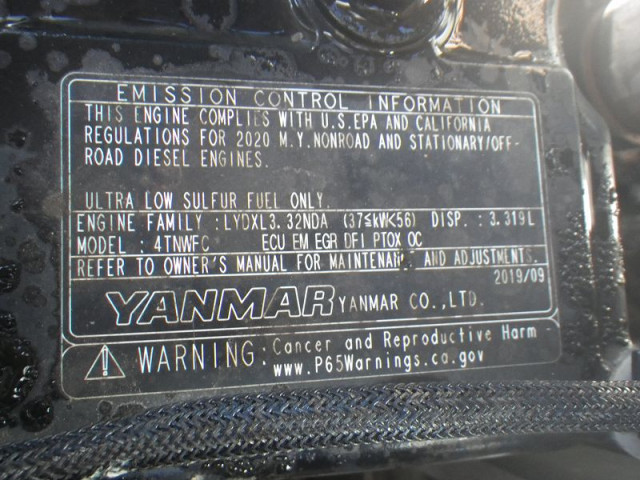 EMISSION CONTROL INFORMATION
THIS ENGINE COMPLIES WITH U.S.EPA AND CALIFORNIA
REGULATIONS FOR 2020 M.Y.NONROAD AND STATIONARY/OFF-
ROAD DIESEL ENGINES.
ULTRA LOW SULFUR FUEL ONLY.
ENGINE FAMILY :LYDXL3.32NDA (37≦kW<56) DISP.:3.319L
MODEL : 4TNWFC ECU EM EGR DFI PTOX OC
REFER TO OWNER'S MANUAL FOR MAINTENANCE AND ADJUSTMENTS.
2019/09
YANMAR YANMAR CO.,LTD.
WARNING: Cancer and Reproductive Harm
www.P65Warnings.ca.gov